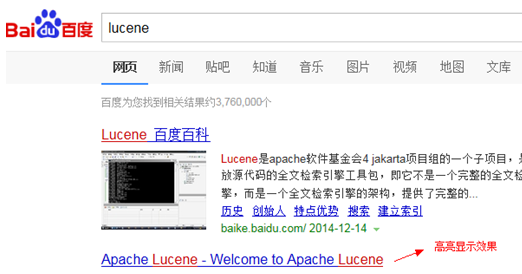 Bai du 百度
lucene
网页 新闻 贴吧 知道 音乐 图片 视频 地图 文库
百度为您找到相关结果约3,760,000个
Lucene_百度百科
Lucene是apache软件基金会4 jakarta项目组的一个子项目，是
放源代码的全文检索引擎工具包，即它不是一个完整的全文检
擎，而是一个全文检索引擎的架构，提供了完整的...
历史 创始人 特点优势 搜索 建立索引
baike.baidu.com/ 2014-12-14
Apache Lucene - Welcome to Apache Lucene
高亮显示效果